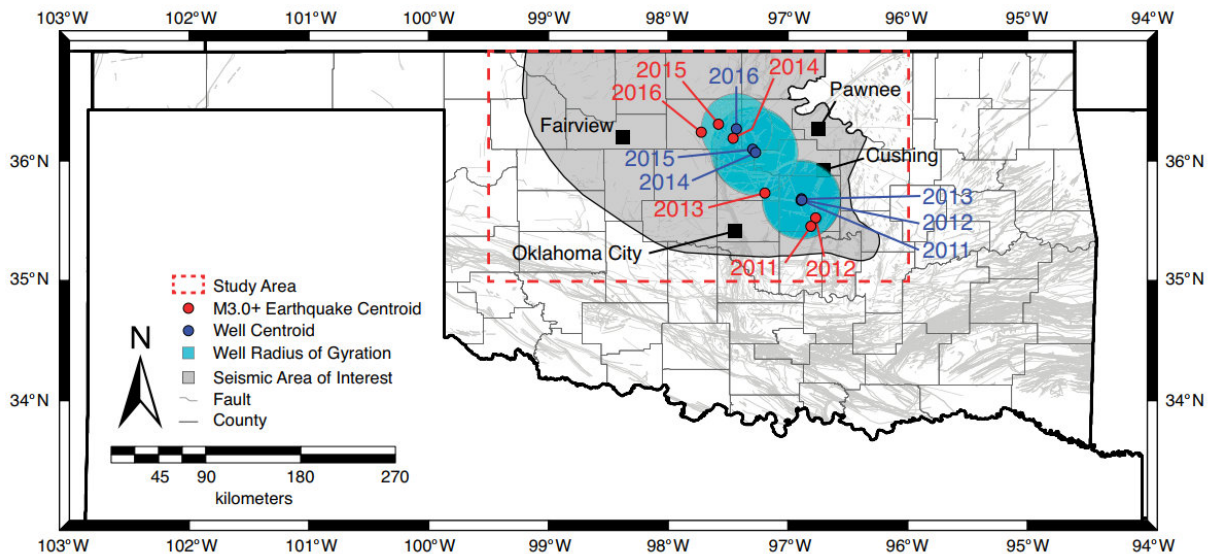 103°W 102°W 101°W 100°W 99°W 98°W 97°W 96°W 95°W 94°W
2015
2016
2014
2016
Pawnee
Fairview
36°N
36°N
2015
Cushing
2014
2013
2013
2012
Oklahoma City
2011
2011
2012
35°N
35°N
Study Area
M3.0+ Earthquake Centroid
N
Well Centroid
Well Radius of Gyration
Seismic Area of Interest
Fault
34°N
34°N
County
45 90 180 270
kilometers
103°W 102°W 101°W 100°W 99°W 98°W 97°W 96°W 95°W 94°W